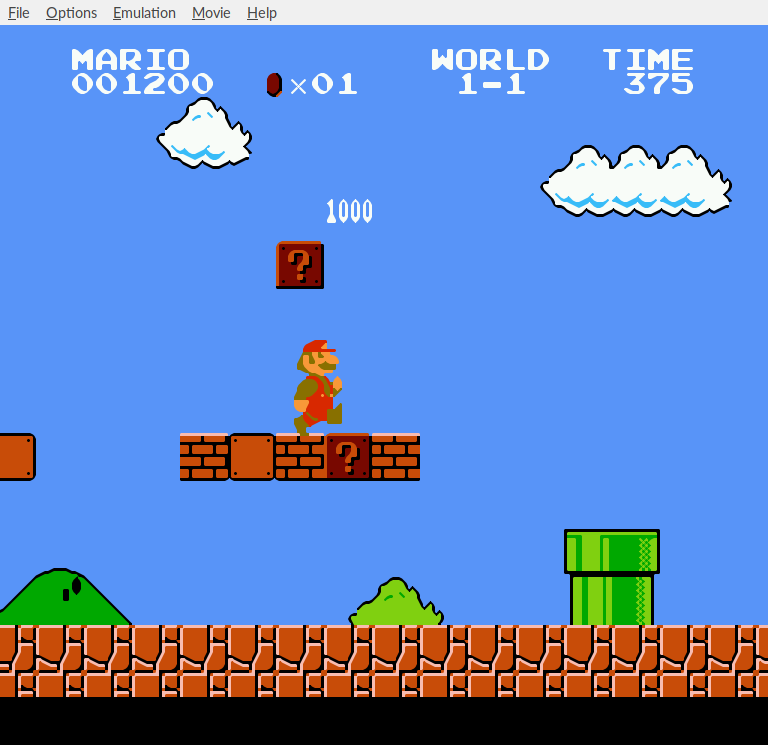 File Options Emulation Movie Help
MARIO WORLD TIME
001200 ×01 1-1 375
1000
?
?